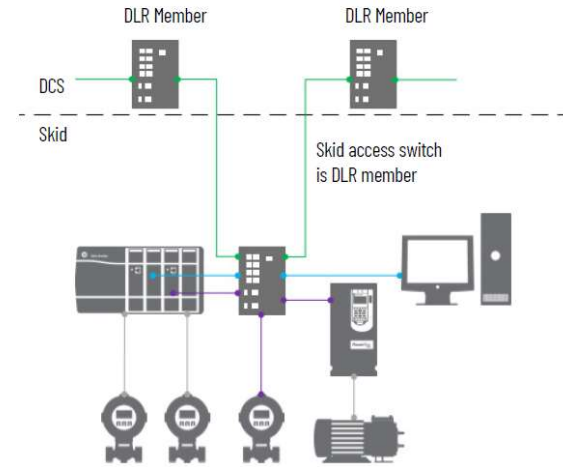 DLR Member
DLR Member
DCS
Skid
Skid access switch
is DLR member